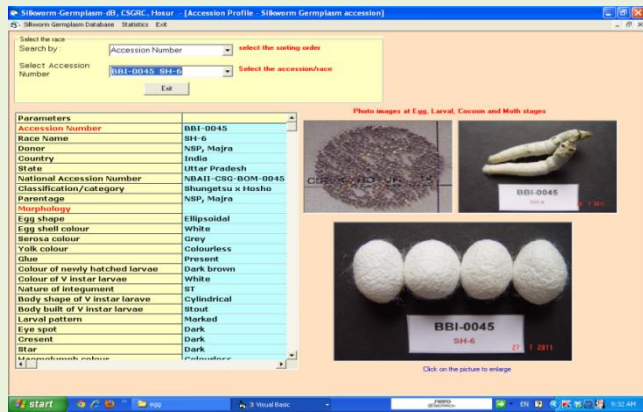 Silkworm-Germplasm-dB, CSGRC, Hosur - [Accession Profile - Silkworm Germplasm accession]
Silkworm Germplasm Database Statistics Exit
Select the race
Search by: Accession Number select the sorting order
Select Accession Number BBI-0045 SH-6 Select the accession/race
Exit
Photo images at Egg, Larval, Cocoon and Moth stages
Parameters
Accession Number BBI-0045
Race Name SH-6
Donor NSP, Majra
Country India
State Uttar Pradesh
National Accession Number NBAII-CSG-BOM-0045
Classification/category Shungetsu x Hosho
Parentage NSP, Majra
Morphology
Egg shape Ellipsoidal
Egg shell colour White
Serosa colour Grey
Yolk colour Colourless
Glue Present
Colour of newly hatched larvae Dark brown
Colour of V instar larvae White
Nature of integument ST
Body shape of V instar larave Cylindrical
Body built of V instar larvae Stout
Larval pattern Marked
Eye spot Dark
Cresent Dark
Star Dark
Haemolymph colour Colourless
BBI-0045
SH-6
2011
BBI-0045
SH-6
27 7 2011
Click on the picture to enlarge
start
egg
3 Visual Basic
EN
9:32 AM